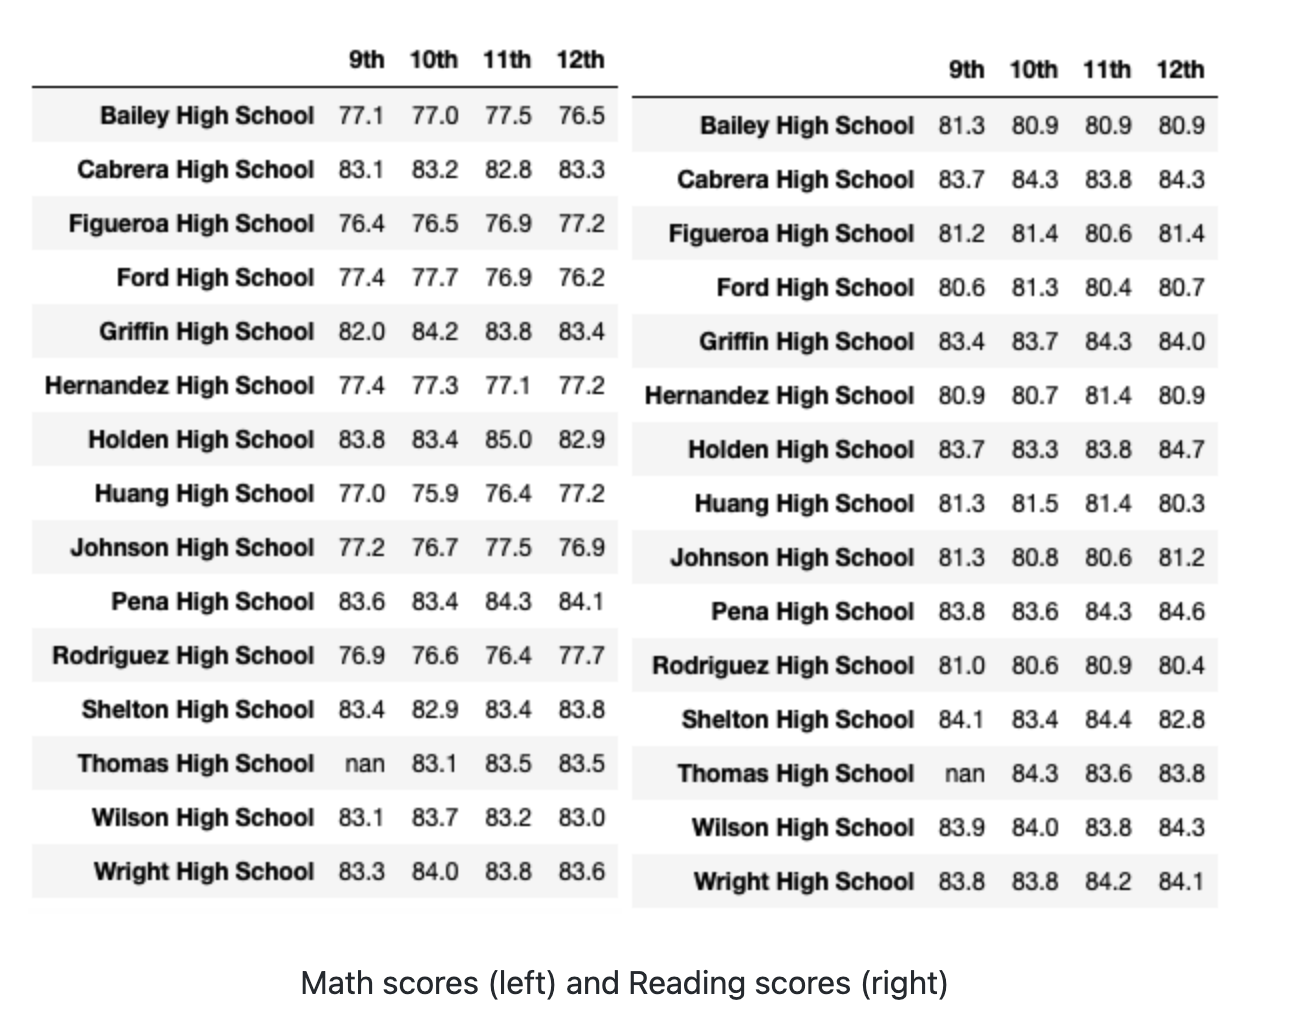 9th 10th 11th 12th
Bailey High School 77.1 77.0 77.5 76.5
Cabrera High School 83.1 83.2 82.8 83.3
Figueroa High School 76.4 76.5 76.9 77.2
Ford High School 77.4 77.7 76.9 76.2
Griffin High School 82.0 84.2 83.8 83.4
Hernandez High School 77.4 77.3 77.1 77.2
Holden High School 83.8 83.4 85.0 82.9
Huang High School 77.0 75.9 76.4 77.2
Johnson High School 77.2 76.7 77.5 76.9
Pena High School 83.6 83.4 84.3 84.1
Rodriguez High School 76.9 76.6 76.4 77.7
Shelton High School 83.4 82.9 83.4 83.8
Thomas High School nan 83.1 83.5 83.5
Wilson High School 83.1 83.7 83.2 83.0
Wright High School 83.3 84.0 83.8 83.6
9th 10th 11th 12th
Bailey High School 81.3 80.9 80.9 80.9
Cabrera High School 83.7 84.3 83.8 84.3
Figueroa High School 81.2 81.4 80.6 81.4
Ford High School 80.6 81.3 80.4 80.7
Griffin High School 83.4 83.7 84.3 84.0
Hernandez High School 80.9 80.7 81.4 80.9
Holden High School 83.7 83.3 83.8 84.7
Huang High School 81.3 81.5 81.4 80.3
Johnson High School 81.3 80.8 80.6 81.2
Pena High School 83.8 83.6 84.3 84.6
Rodriguez High School 81.0 80.6 80.9 80.4
Shelton High School 84.1 83.4 84.4 82.8
Thomas High School nan 84.3 83.6 83.8
Wilson High School 83.9 84.0 83.8 84.3
Wright High School 83.8 83.8 84.2 84.1
Math scores (left) and Reading scores (right)